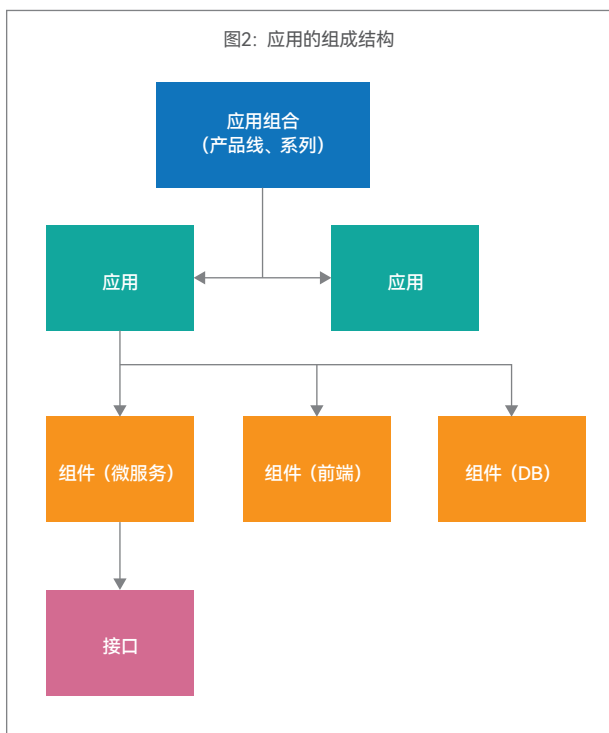 图2：应用的组成结构
应用组合
（产品线、系列）
应用
应用
组件（微服务）
组件（前端）
组件（DB）
接口